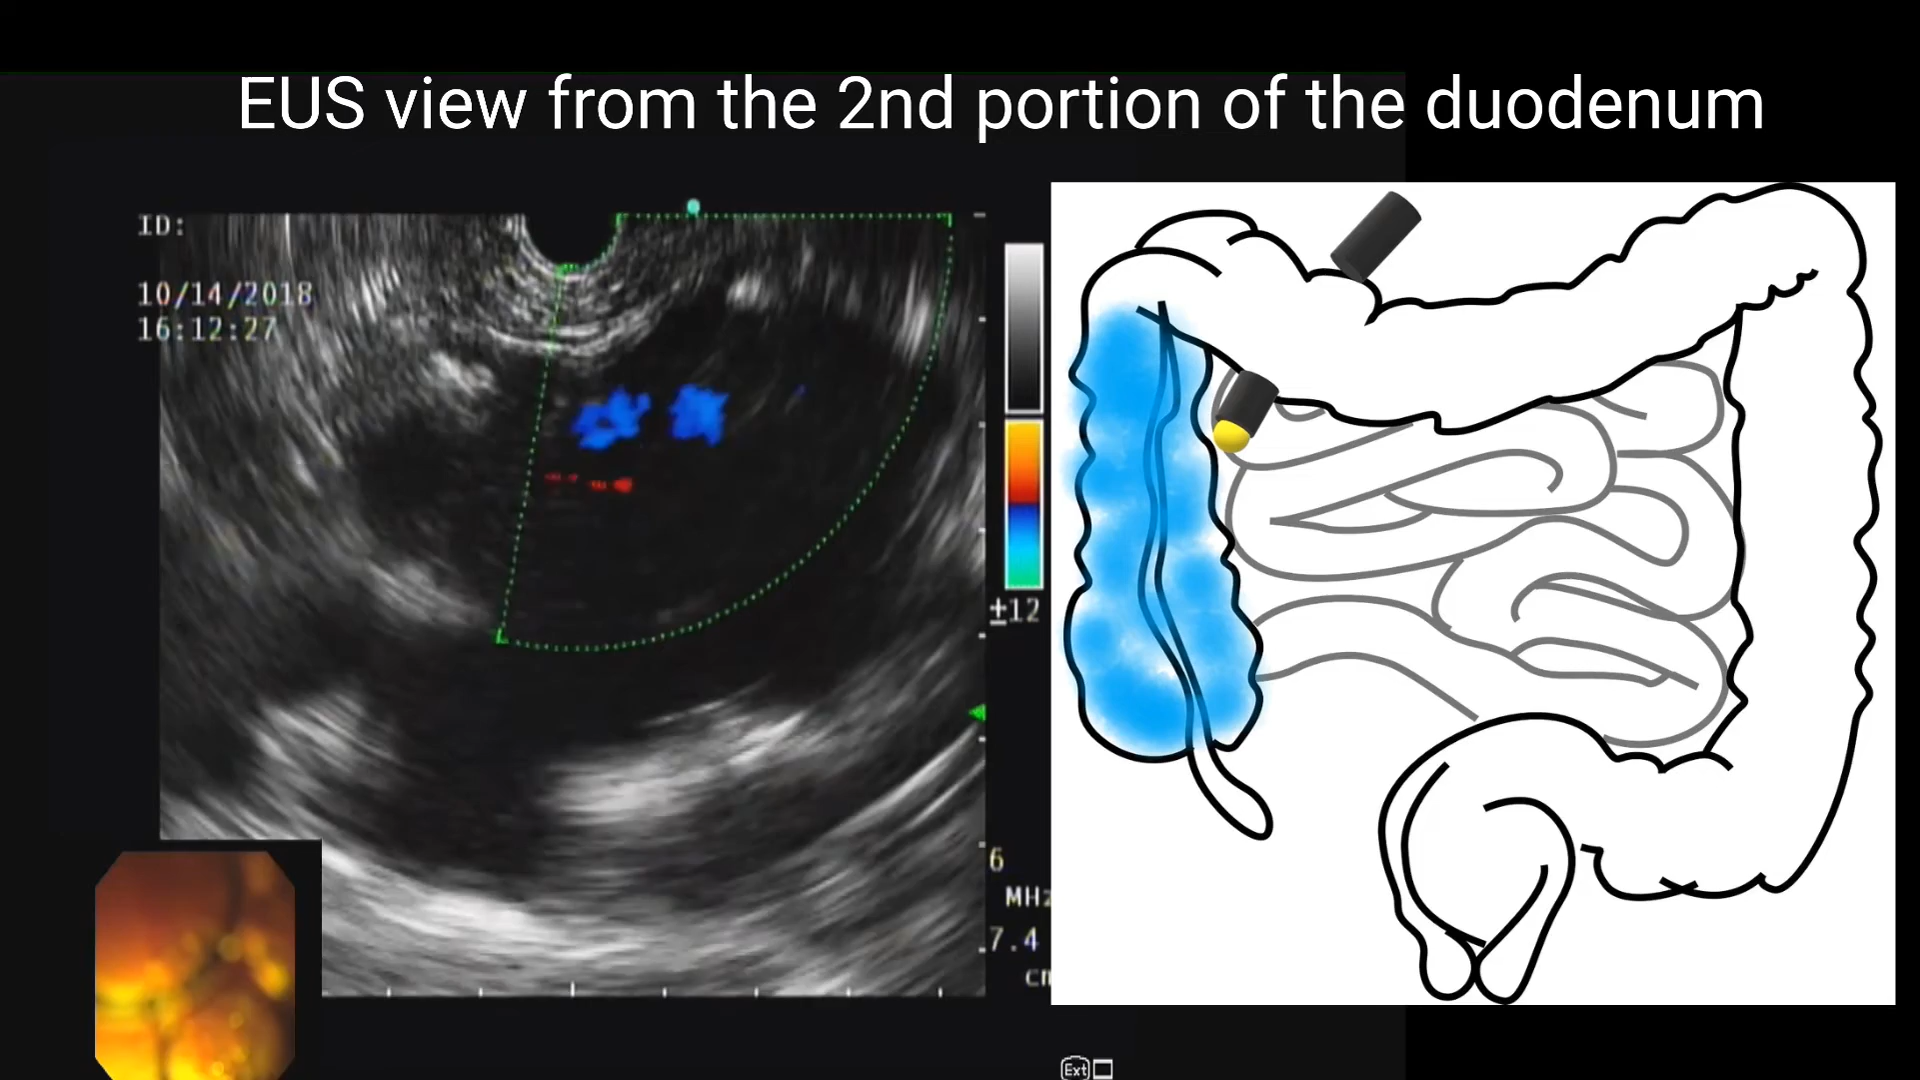 EUS view from the 2nd portion of the duodenum
ID:
10/14/2018
16:12:27
±12
6
MHz
7.4
cm
Ext